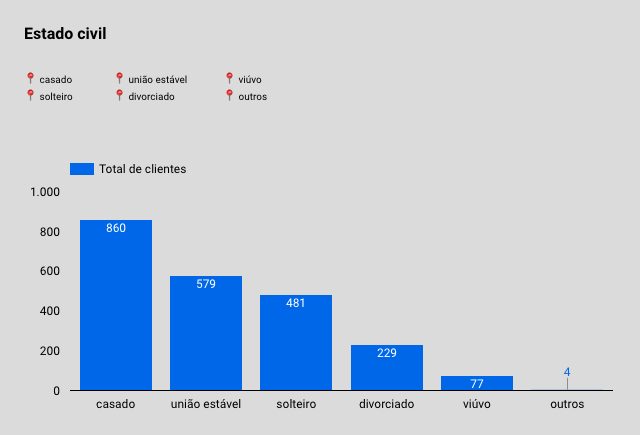 Estado civil
casado união estável viúvo
solteiro divorciado outros
Total de clientes
1.000
800
600
400
200
0
860
579
481
229
77
4
casado união estável solteiro divorciado viúvo outros